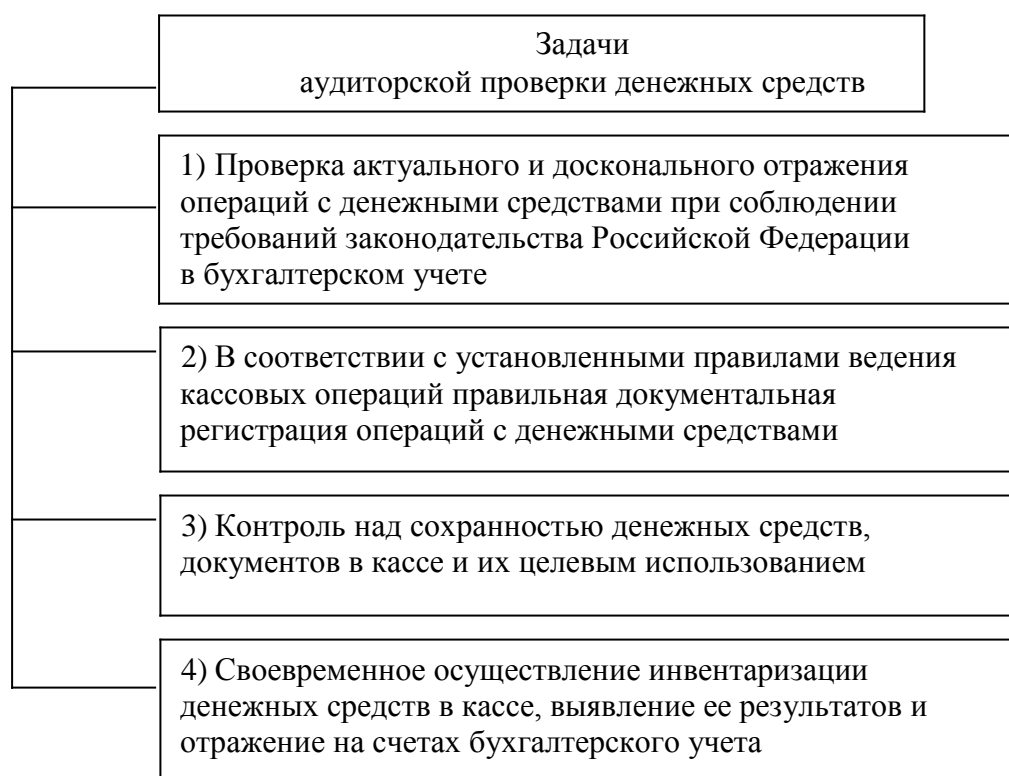 Задачи
аудиторской проверки денежных средств
1) Проверка актуального и досконального отражения
операций с денежными средствами при соблюдении
требований законодательства Российской Федерации
в бухгалтерском учете
2) В соответствии с установленными правилами ведения
кассовых операций правильная документальная
регистрация операций с денежными средствами
3) Контроль над сохранностью денежных средств,
документов в кассе и их целевым использованием
4) Своевременное осуществление инвентаризации
денежных средств в кассе, выявление ее результатов и
отражение на счетах бухгалтерского учета